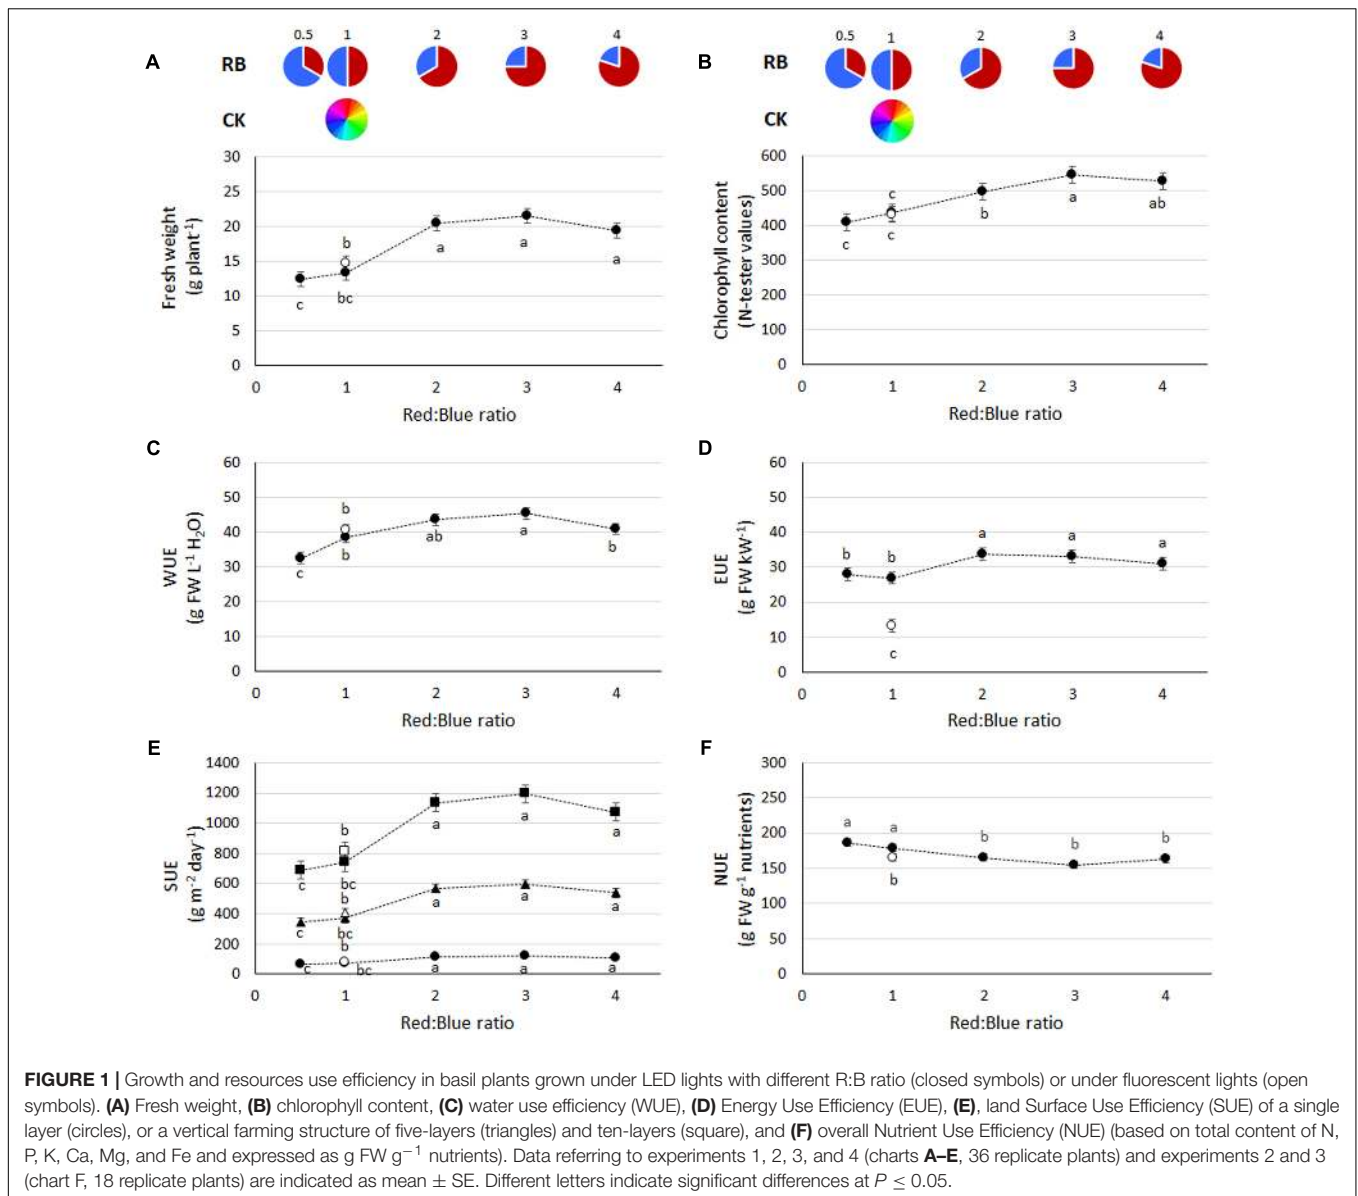 A
RB
0.5 1 2 3 4
CK
Fresh weight
(g plant-1)
30
25
20
15
10
5
0
c
b
bc
a
a
a
0 1 2 3 4
Red:Blue ratio
B
RB
0.5 1 2 3 4
CK
Chlorophyll content
(N-tester values)
600
500
400
300
200
100
0
c
c
c
b
a
ab
0 1 2 3 4
Red:Blue ratio
C
WUE
(g FW L-1 H2O)
60
50
40
30
20
10
0
c
b
b
ab
a
b
0 1 2 3 4
Red:Blue ratio
D
EUE
(g FW kW-1)
60
50
40
30
20
10
0
b
b
c
a
a
a
0 1 2 3 4
Red:Blue ratio
E
SUE
(g m-2 day-1)
1400
1200
1000
800
600
400
200
0
b
c
bc
a
a
a
b
c
bc
a
a
a
b
c
bc
a
a
a
0 1 2 3 4
Red:Blue ratio
F
NUE
(g FW g-1 nutrients)
300
250
200
150
100
50
0
a
a
b
b
b
b
0 1 2 3 4
Red:Blue ratio
FIGURE 1 | Growth and resources use efficiency in basil plants grown under LED lights with different R:B ratio (closed symbols) or under fluorescent lights (open
symbols). (A) Fresh weight, (B) chlorophyll content, (C) water use efficiency (WUE), (D) Energy Use Efficiency (EUE), (E), land Surface Use Efficiency (SUE) of a single
layer (circles), or a vertical farming structure of five-layers (triangles) and ten-layers (square), and (F) overall Nutrient Use Efficiency (NUE) (based on total content of N,
P, K, Ca, Mg, and Fe and expressed as g FW g−1 nutrients). Data referring to experiments 1, 2, 3, and 4 (charts A–E, 36 replicate plants) and experiments 2 and 3
(chart F, 18 replicate plants) are indicated as mean ± SE. Different letters indicate significant differences at P ≤ 0.05.